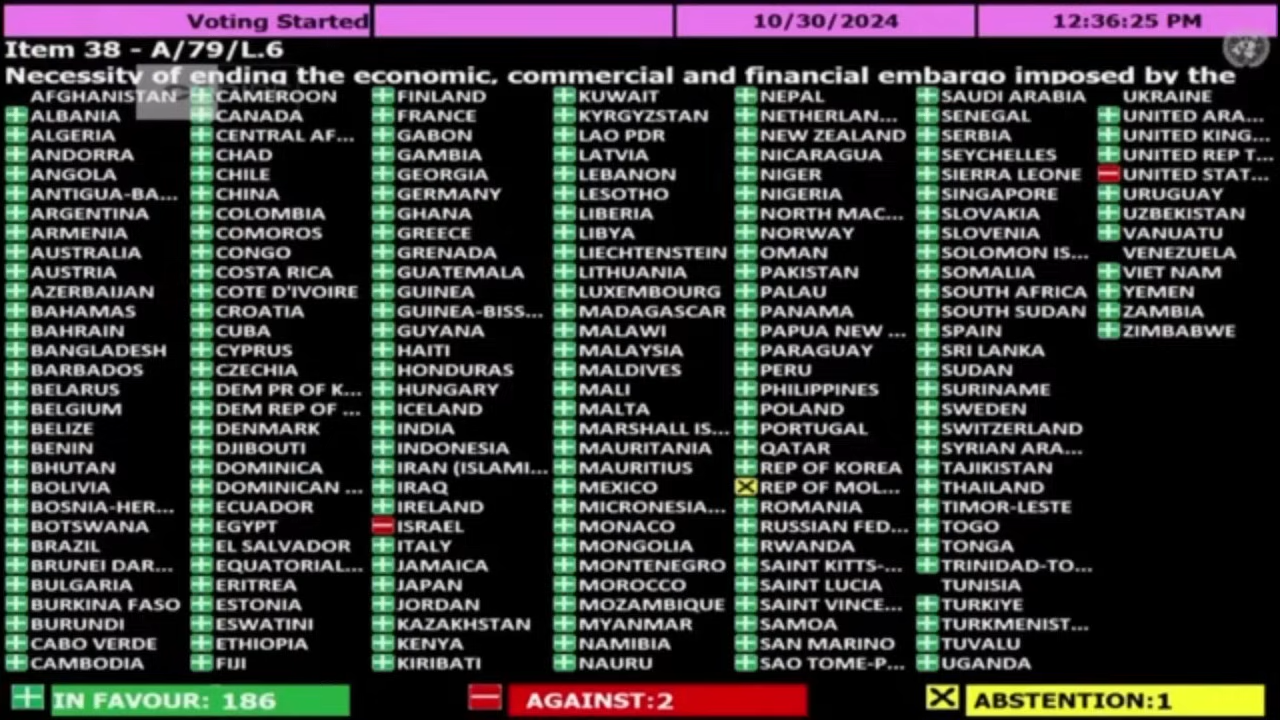 Voting Started 10/30/2024 12:36:25 PM
Item 38 - A/79/L.6
Necessity of ending the economic, commercial and financial embargo imposed by the
AFGHANISTAN
ALBANIA
ALGERIA
ANDORRA
ANGOLA
ANTIGUA-BA...
ARGENTINA
ARMENIA
AUSTRALIA
AUSTRIA
AZERBAIJAN
BAHAMAS
BAHRAIN
BANGLADESH
BARBADOS
BELARUS
BELGIUM
BELIZE
BENIN
BHUTAN
BOLIVIA
BOSNIA-HER...
BOTSWANA
BRAZIL
BRUNEI DAR...
BULGARIA
BURKINA FASO
BURUNDI
CABO VERDE
CAMBODIA
CAMEROON
CANADA
CENTRAL AF...
CHAD
CHILE
CHINA
COLOMBIA
COMOROS
CONGO
COSTA RICA
COTE D'IVOIRE
CROATIA
CUBA
CYPRUS
CZECHIA
DEM PR OF K...
DEM REP OF ...
DENMARK
DJIBOUTI
DOMINICA
DOMINICAN ...
ECUADOR
EGYPT
EL SALVADOR
EQUATORIAL...
ERITREA
ESTONIA
ESWATINI
ETHIOPIA
FIJI
FINLAND
FRANCE
GABON
GAMBIA
GEORGIA
GERMANY
GHANA
GREECE
GRENADA
GUATEMALA
GUINEA
GUINEA-BISS...
GUYANA
HAITI
HONDURAS
HUNGARY
ICELAND
INDIA
INDONESIA
IRAN (ISLAMI...
IRAQ
IRELAND
ISRAEL
ITALY
JAMAICA
JAPAN
JORDAN
KAZAKHSTAN
KENYA
KIRIBATI
KUWAIT
KYRGYZSTAN
LAO PDR
LATVIA
LEBANON
LESOTHO
LIBERIA
LIBYA
LIECHTENSTEIN
LITHUANIA
LUXEMBOURG
MADAGASCAR
MALAWI
MALAYSIA
MALDIVES
MALI
MALTA
MARSHALL IS...
MAURITANIA
MAURITIUS
MEXICO
MICRONESIA...
MONACO
MONGOLIA
MONTENEGRO
MOROCCO
MOZAMBIQUE
MYANMAR
NAMIBIA
NAURU
NEPAL
NETHERLAN...
NEW ZEALAND
NICARAGUA
NIGER
NIGERIA
NORTH MAC...
NORWAY
OMAN
PAKISTAN
PALAU
PANAMA
PAPUA NEW ...
PARAGUAY
PERU
PHILIPPINES
POLAND
PORTUGAL
QATAR
REP OF KOREA
REP OF MOL...
ROMANIA
RUSSIAN FED...
RWANDA
SAINT KITTS-...
SAINT LUCIA
SAINT VINCE...
SAMOA
SAN MARINO
SAO TOME-P...
SAUDI ARABIA
SENEGAL
SERBIA
SEYCHELLES
SIERRA LEONE
SINGAPORE
SLOVAKIA
SLOVENIA
SOLOMON IS...
SOMALIA
SOUTH AFRICA
SOUTH SUDAN
SPAIN
SRI LANKA
SUDAN
SURINAME
SWEDEN
SWITZERLAND
SYRIAN ARA...
TAJIKISTAN
THAILAND
TIMOR-LESTE
TOGO
TONGA
TRINIDAD-TO...
TUNISIA
TURKIYE
TURKMENIST...
TUVALU
UGANDA
UKRAINE
UNITED ARA...
UNITED KING...
UNITED REP T...
UNITED STAT...
URUGUAY
UZBEKISTAN
VANUATU
VENEZUELA
VIET NAM
YEMEN
ZAMBIA
ZIMBABWE
IN FAVOUR: 186 AGAINST:2 ABSTENTION:1